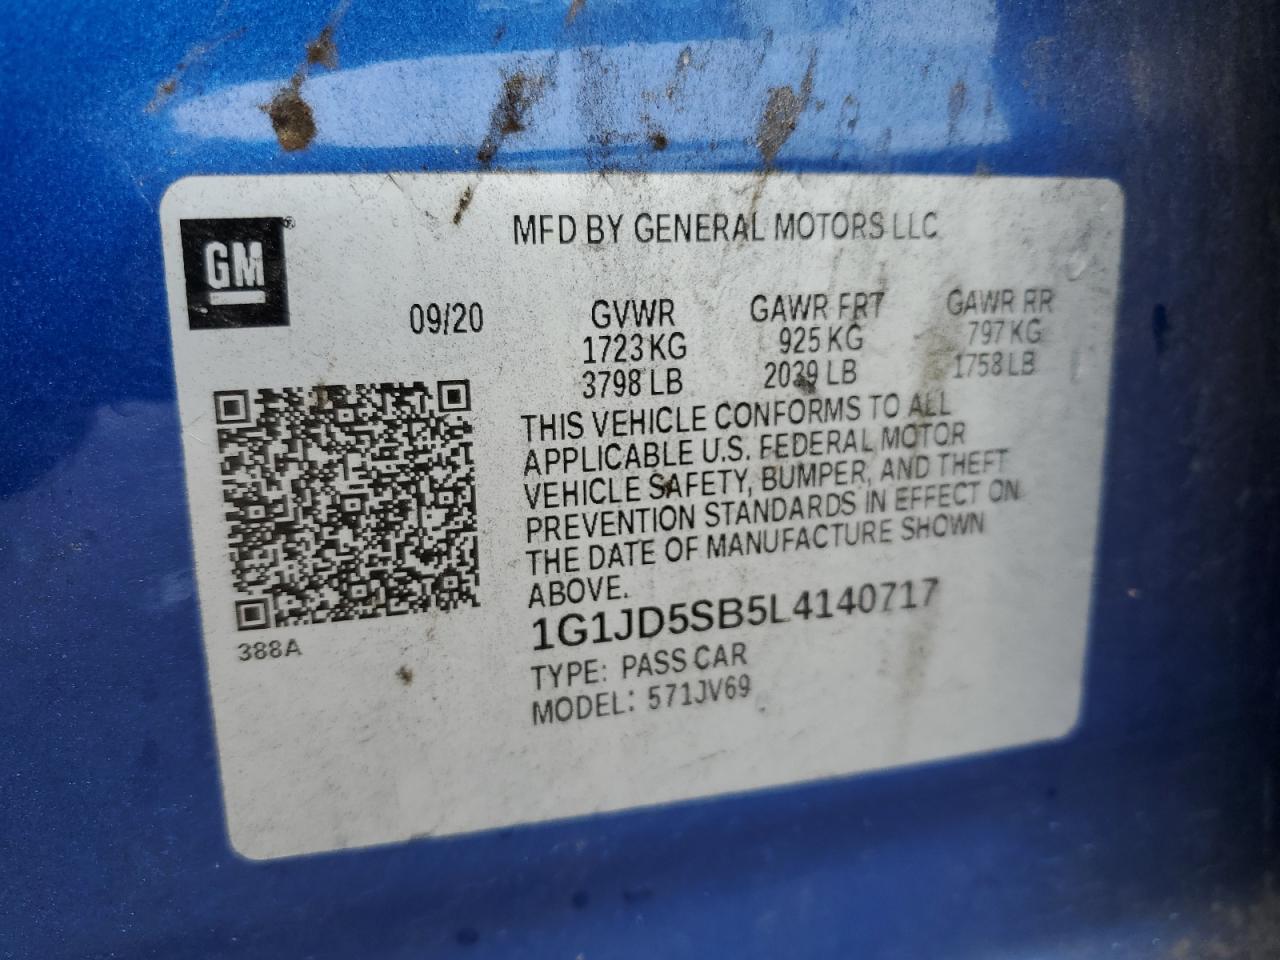 MFD BY GENERAL MOTORS LLC
GM®
09/20 GVWR GAWR FRT GAWR RR
1723 KG 925 KG 797 KG
3798 LB 2039 LB 1758 LB
THIS VEHICLE CONFORMS TO ALL
APPLICABLE U.S. FEDERAL MOTOR
VEHICLE SAFETY, BUMPER, AND THEFT
PREVENTION STANDARDS IN EFFECT ON
THE DATE OF MANUFACTURE SHOWN
ABOVE.
1G1JD5SB5L4140717
388A
TYPE: PASS CAR
MODEL: 571JV69